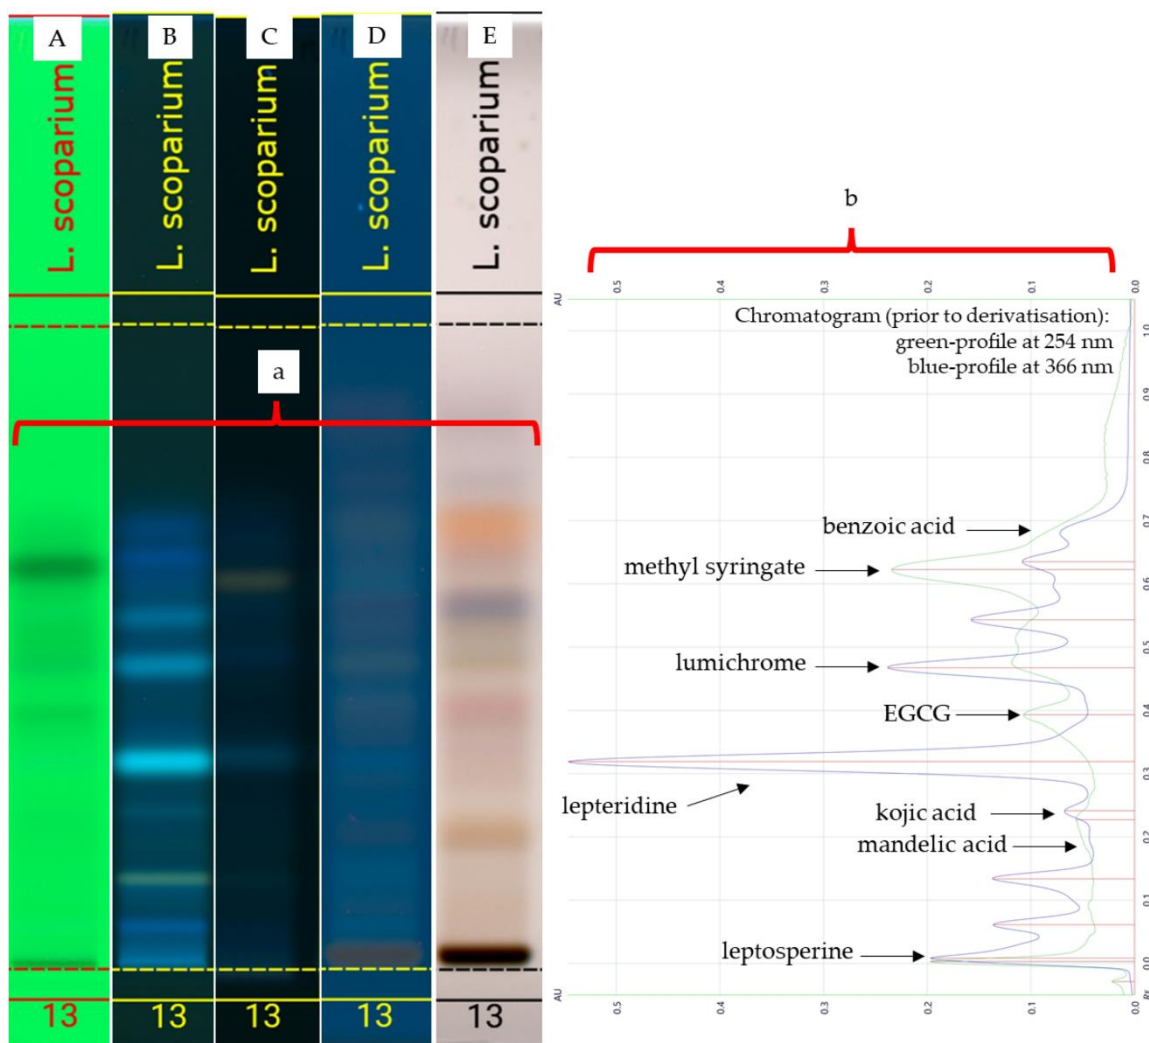 A
B
C
D
E
L. scoparium
L. scoparium
L. scoparium
L. scoparium
L. scoparium
a
13
13
13
13
13
b
AU 0.5 0.4 0.3 0.2 0.1 0.0
Chromatogram (prior to derivatisation):
green-profile at 254 nm
blue-profile at 366 nm
1.0
0.9
0.8
0.7
benzoic acid
0.6
methyl syringate
0.5
lumichrome
0.4
EGCG
0.3
lepteridine
kojic acid
0.2
mandelic acid
0.1
leptosperine
0.0
AU 0.5 0.4 0.3 0.2 0.1 0.0